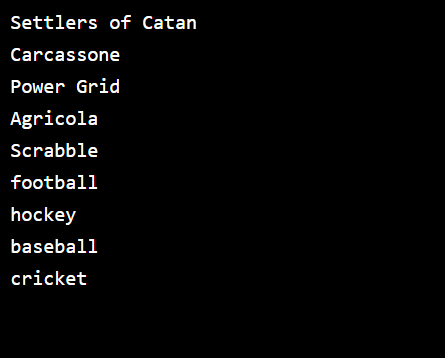 Settlers of Catan
Carcassone
Power Grid
Agricola
Scrabble
football
hockey
baseball
cricket